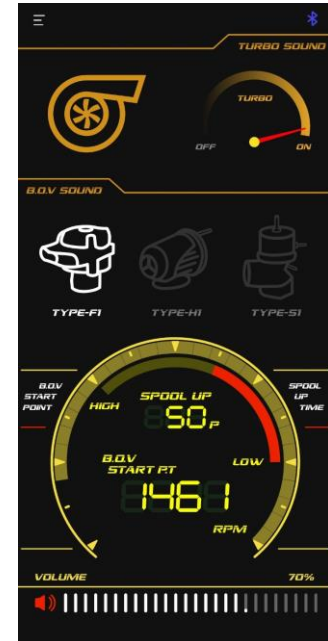 TURBO SOUND
TURBO
OFF
ON
B.O.V SOUND
TYPE-F1
TYPE-H1
TYPE-S1
B.O.V
START
POINT
SPOOL
UP
TIME
HIGH
SPOOL UP
50 P
LOW
B.O.V
START P.T
1461
RPM
VOLUME
70%